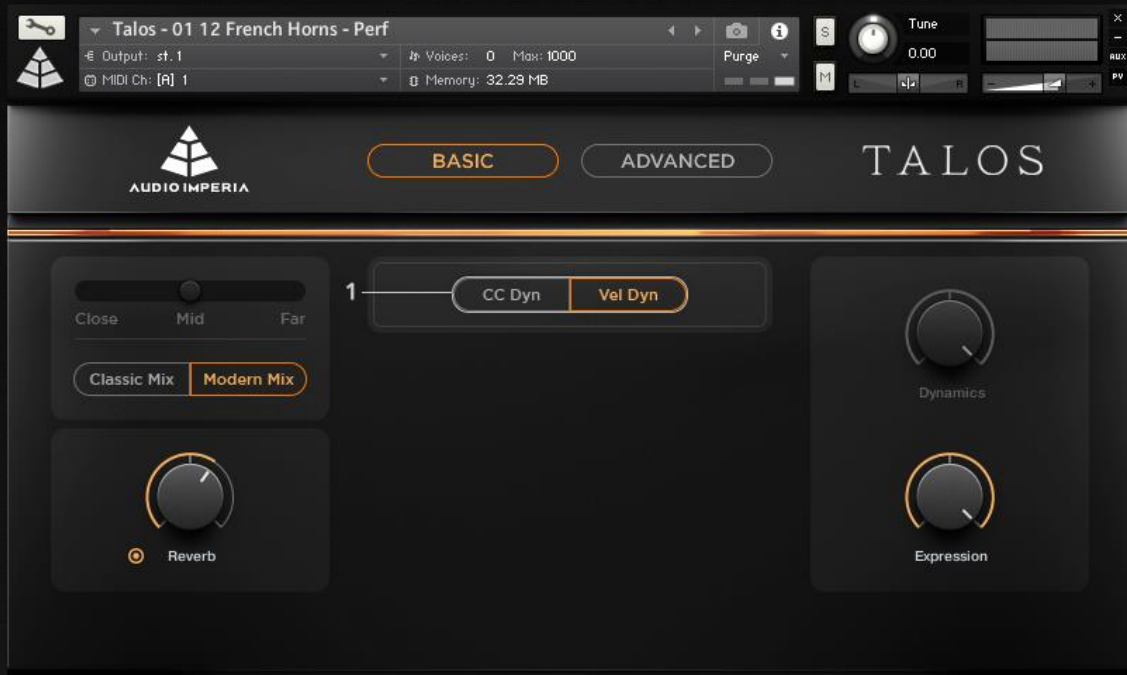 Talos - 01 12 French Horns - Perf
Output: st.1 Voices: 0 Max: 1000 Purge
MIDI Ch: [A] 1 Memory: 32.29 MB
S
M
Tune
0.00
L R
- +
×
-
AUX
PV
AUDIO IMPERIA
BASIC ADVANCED
TALOS
Close Mid Far
Classic Mix Modern Mix
Reverb
1 CC Dyn Vel Dyn
Dynamics
Expression